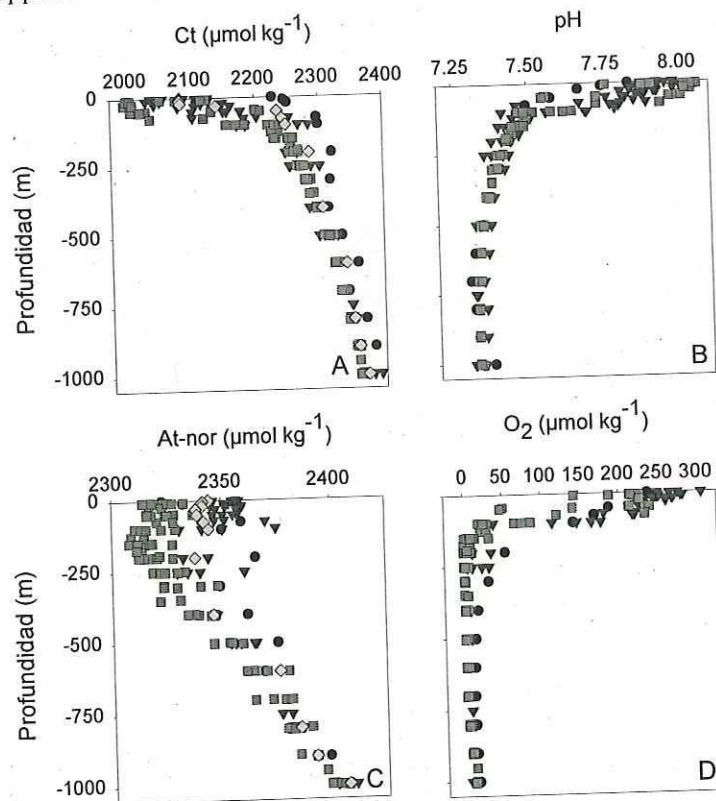 Ct (µmol kg⁻¹)
pH
2000 2100 2200 2300 2400
7.25 7.50 7.75 8.00
0
-250
-500
-750
-1000
Profundidad (m)
A
B
At-nor (µmol kg⁻¹)
O₂ (µmol kg⁻¹)
2300 2350 2400
0 50 100 150 200 250 300
0
-250
-500
-750
-1000
Profundidad (m)
C
D